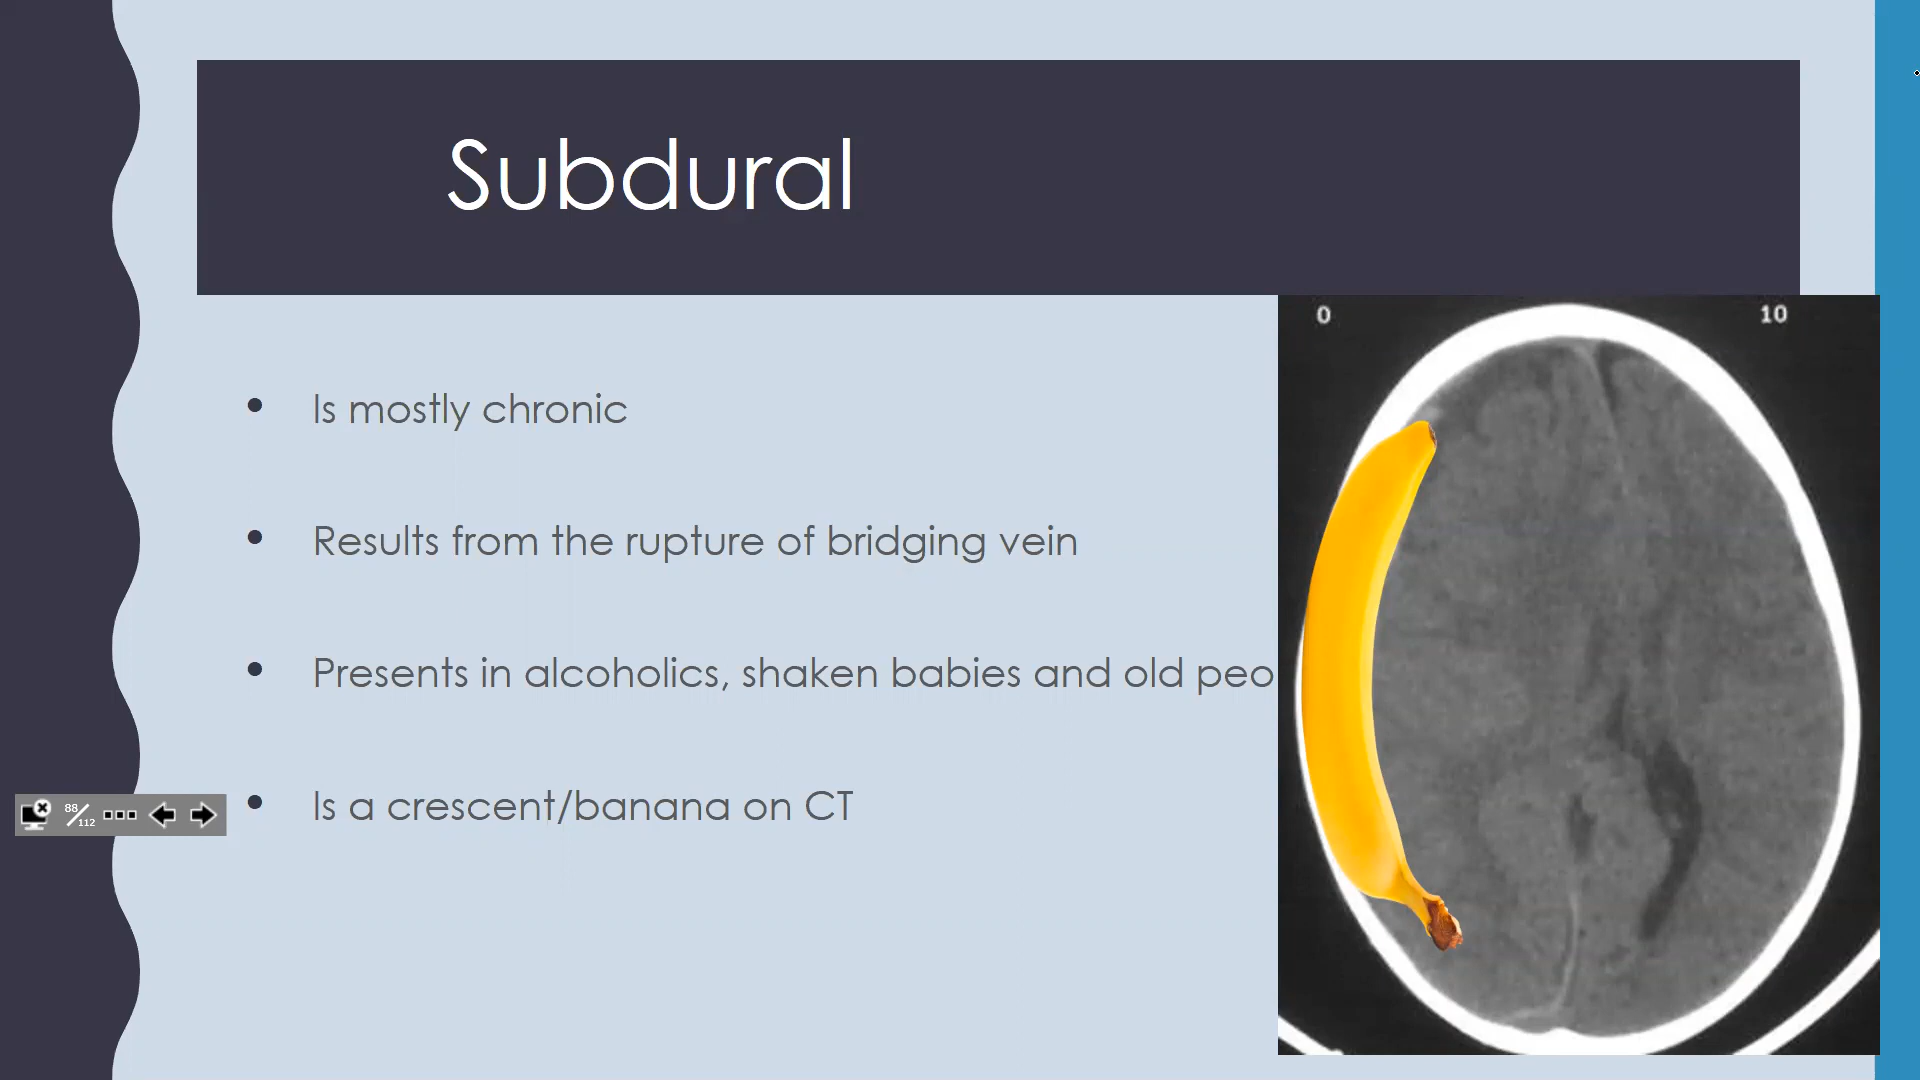 Subdural
0 10
Is mostly chronic
Results from the rupture of bridging vein
Presents in alcoholics, shaken babies and old peo
Is a crescent/banana on CT
88/112